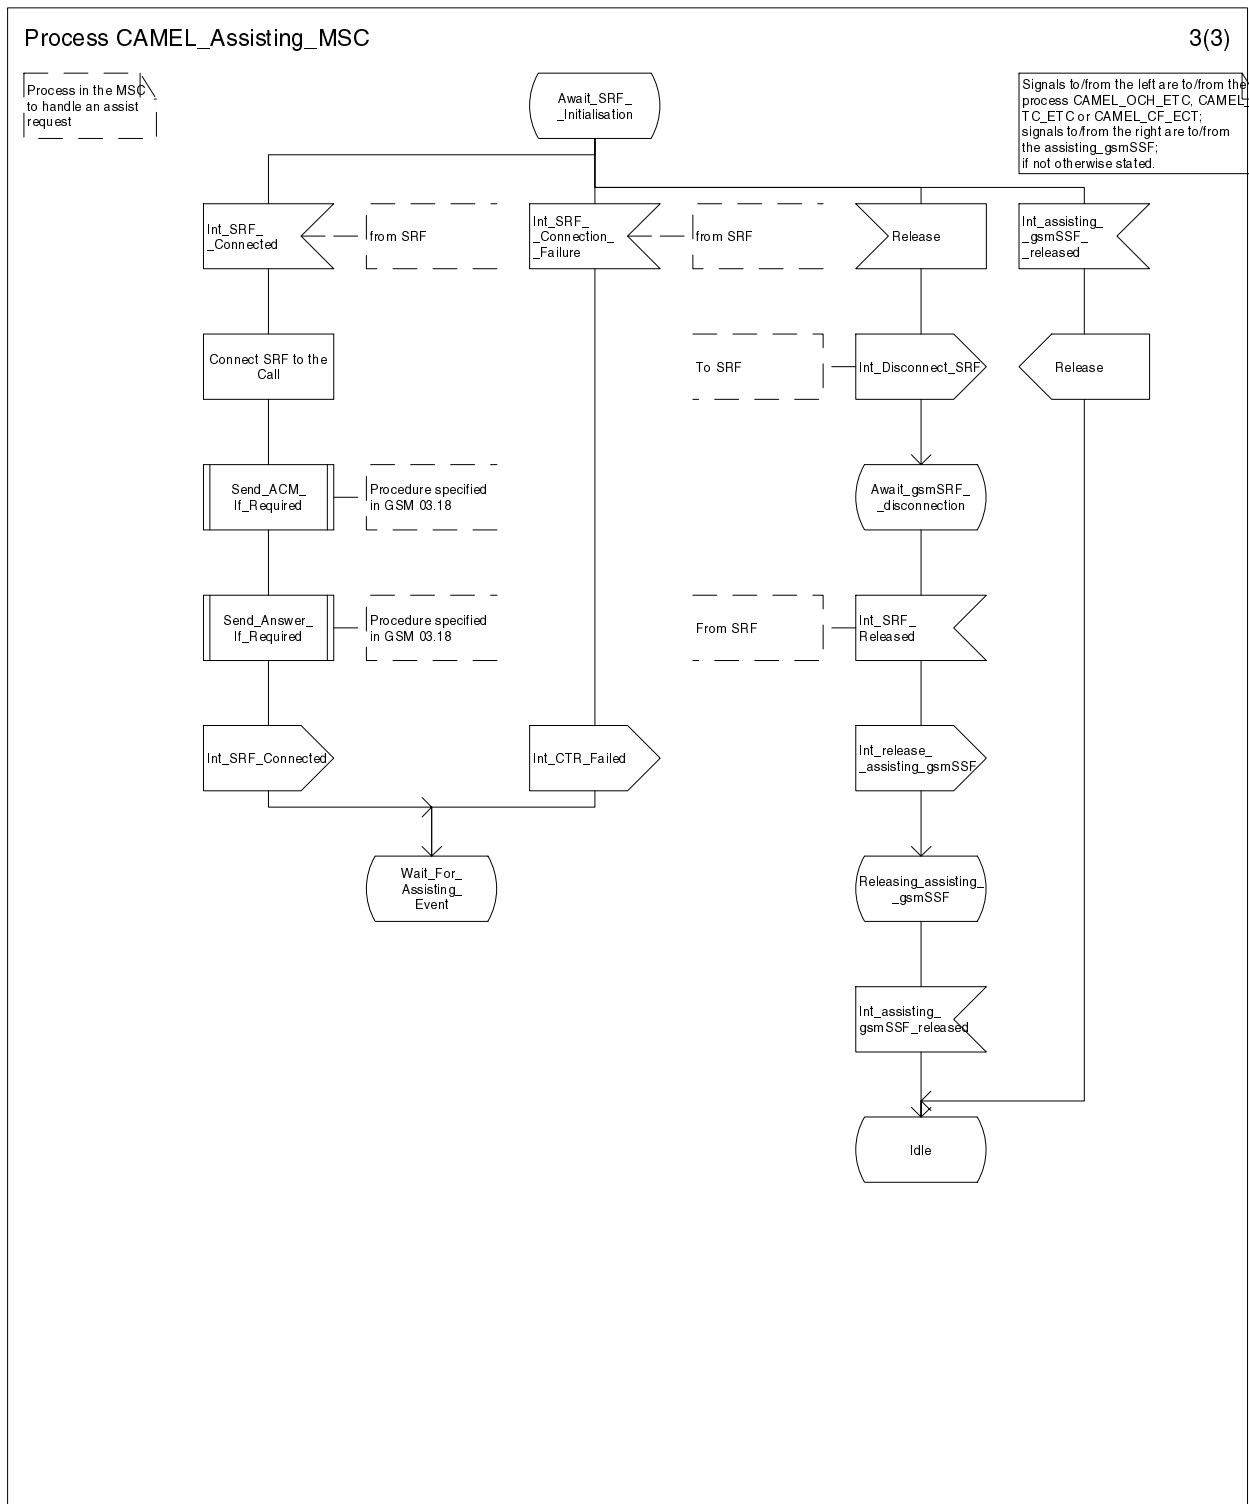 Process CAMEL_Assisting_MSC
3(3)
Process in the MSC
to handle an assist
request
Await_SRF_
_Initialisation
Signals to/from the left are to/from the
process CAMEL_OCH_ETC, CAMEL_
TC_ETC or CAMEL_CF_ECT;
signals to/from the right are to/from
the assisting_gsmSSF;
if not otherwise stated.
Int_SRF_
_Connected
from SRF
Int_SRF_
_Connection_
_Failure
from SRF
Release
Int_assisting_
_gsmSSF_
_released
Connect SRF to the
Call
To SRF
Int_Disconnect_SRF
Release
Send_ACM_
If_Required
Procedure specified
in GSM 03.18
Await_gsmSRF_
_disconnection
Send_Answer_
If_Required
Procedure specified
in GSM 03.18
From SRF
Int_SRF_
Released
Int_SRF_Connected
Int_CTR_Failed
Int_release_
_assisting_gsmSSF
Wait_For_
Assisting_
Event
Releasing_assisting_
_gsmSSF
Int_assisting_
gsmSSF_released
Idle